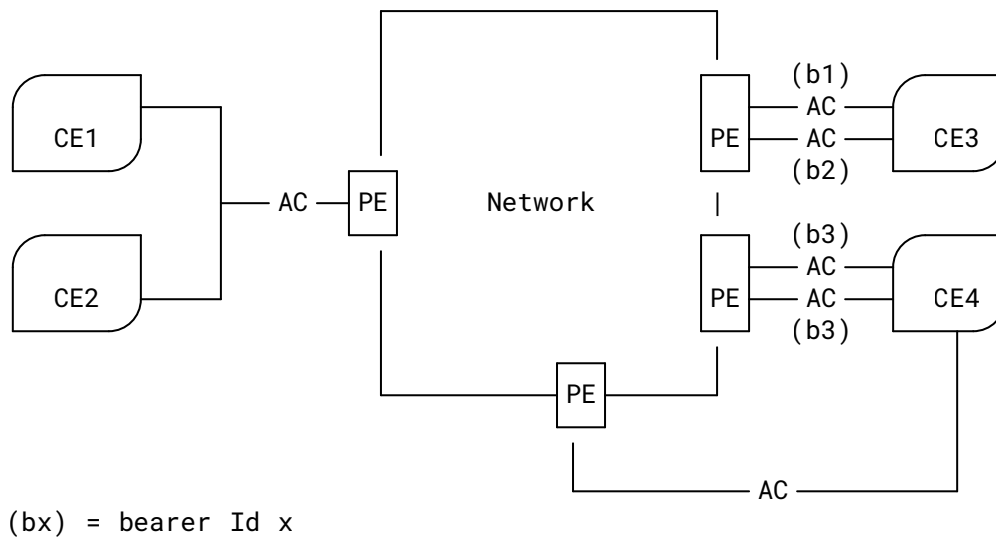 (b1)
AC
CE1 PE AC CE3
(b2)
AC PE Network
(b3)
AC
CE2 PE AC CE4
(b3)
PE
AC
(bx) = bearer Id x